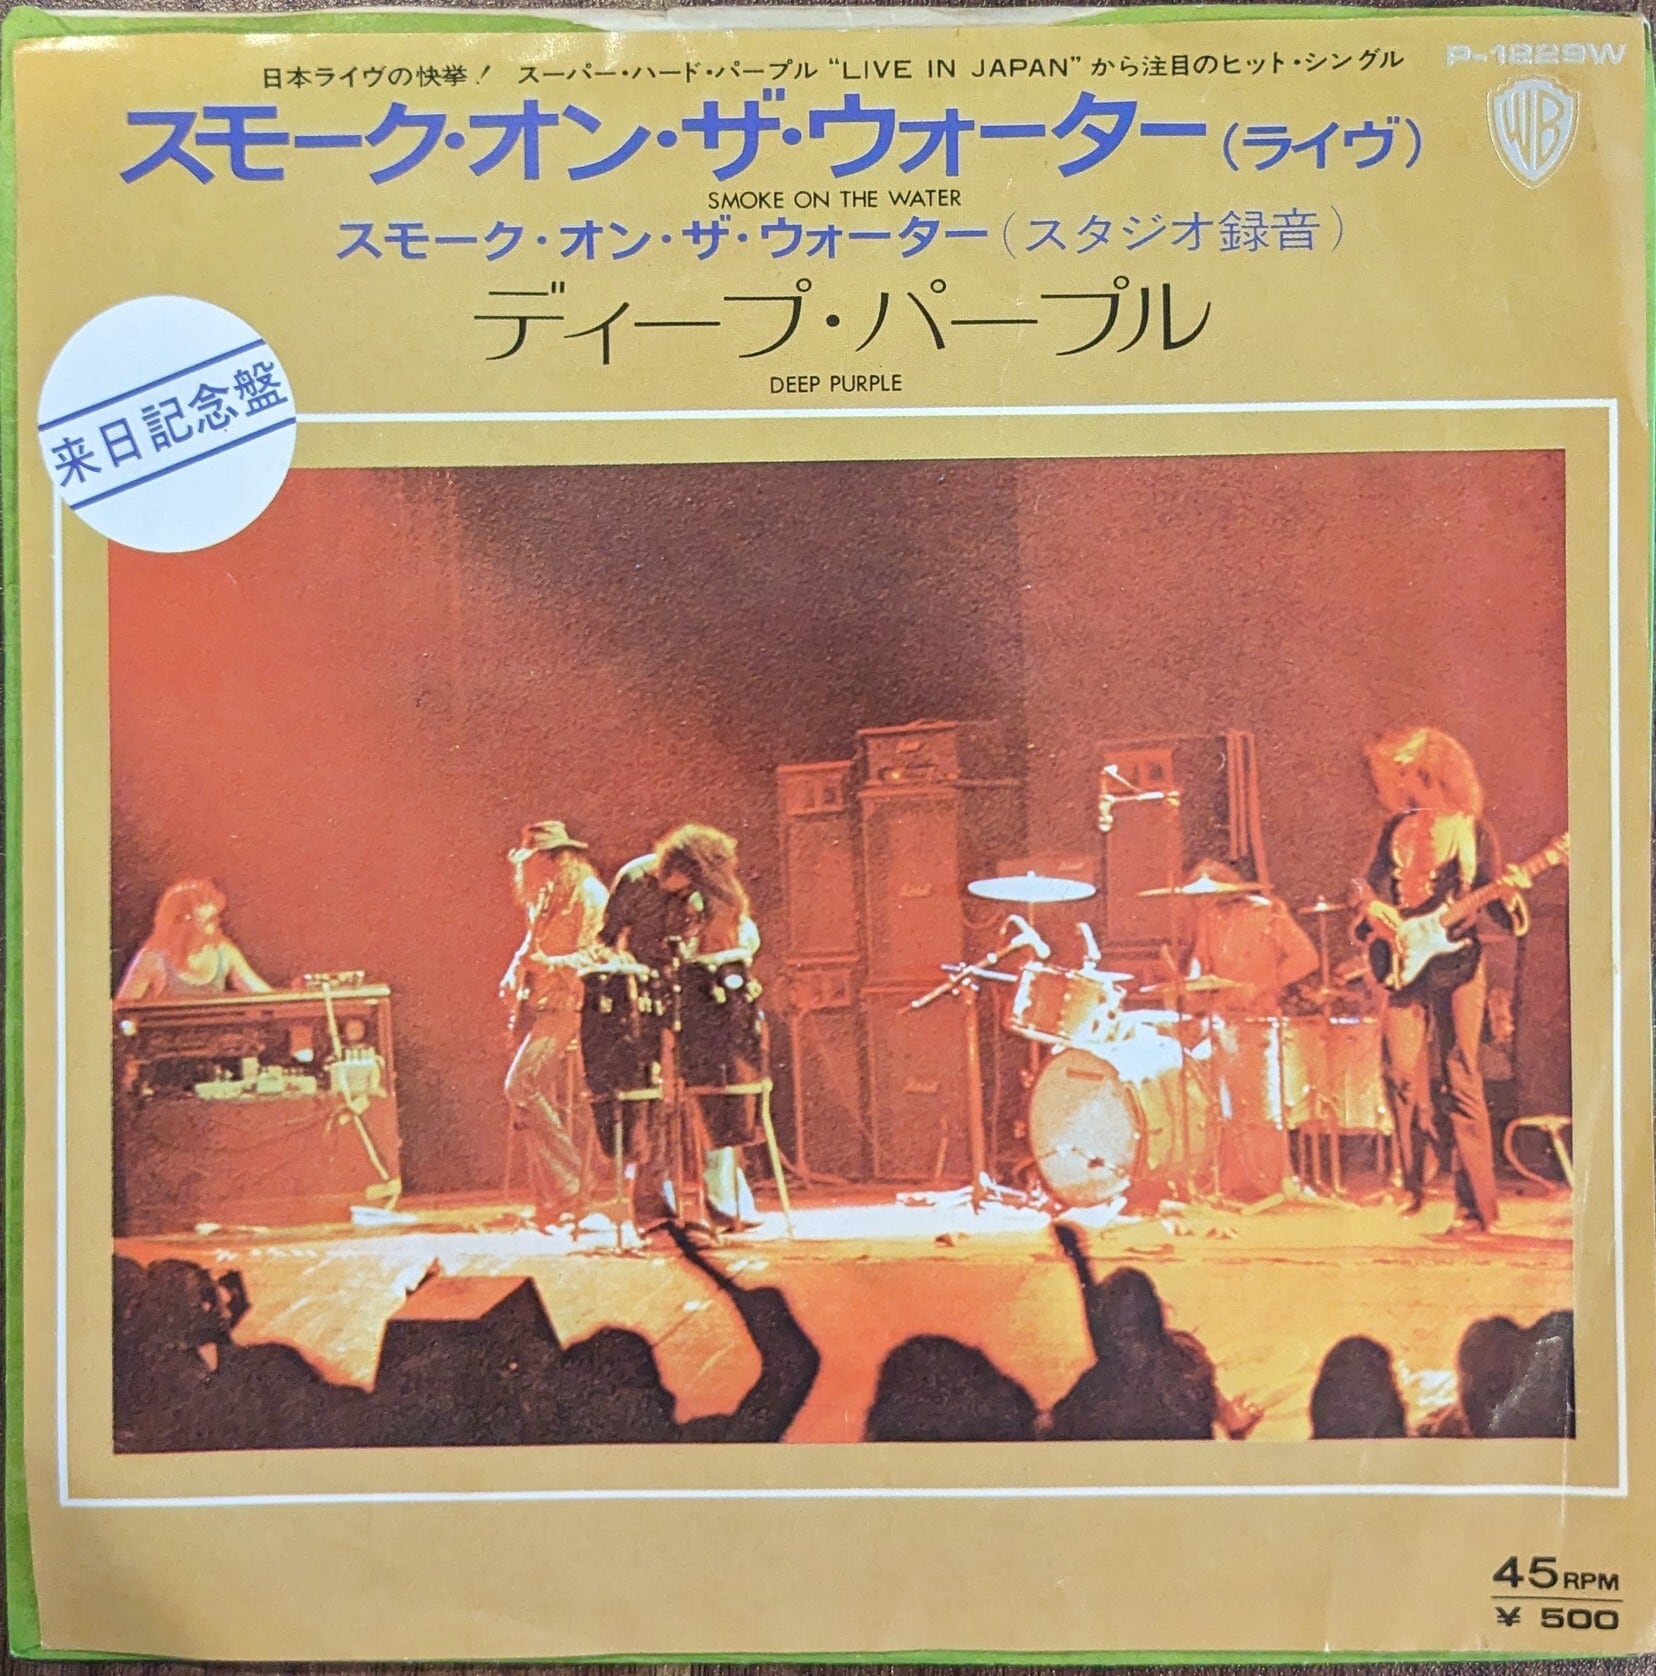 日本ライヴの快挙! スーパー・ハード・パープル “LIVE IN JAPAN” から注目のヒット・シングル
P-1229W
WB
スモーク・オン・ザ・ウォーター(ライヴ)
SMOKE ON THE WATER
スモーク・オン・ザ・ウォーター(スタジオ録音)
ディープ・パープル
DEEP PURPLE
来日記念盤
45RPM
¥ 500